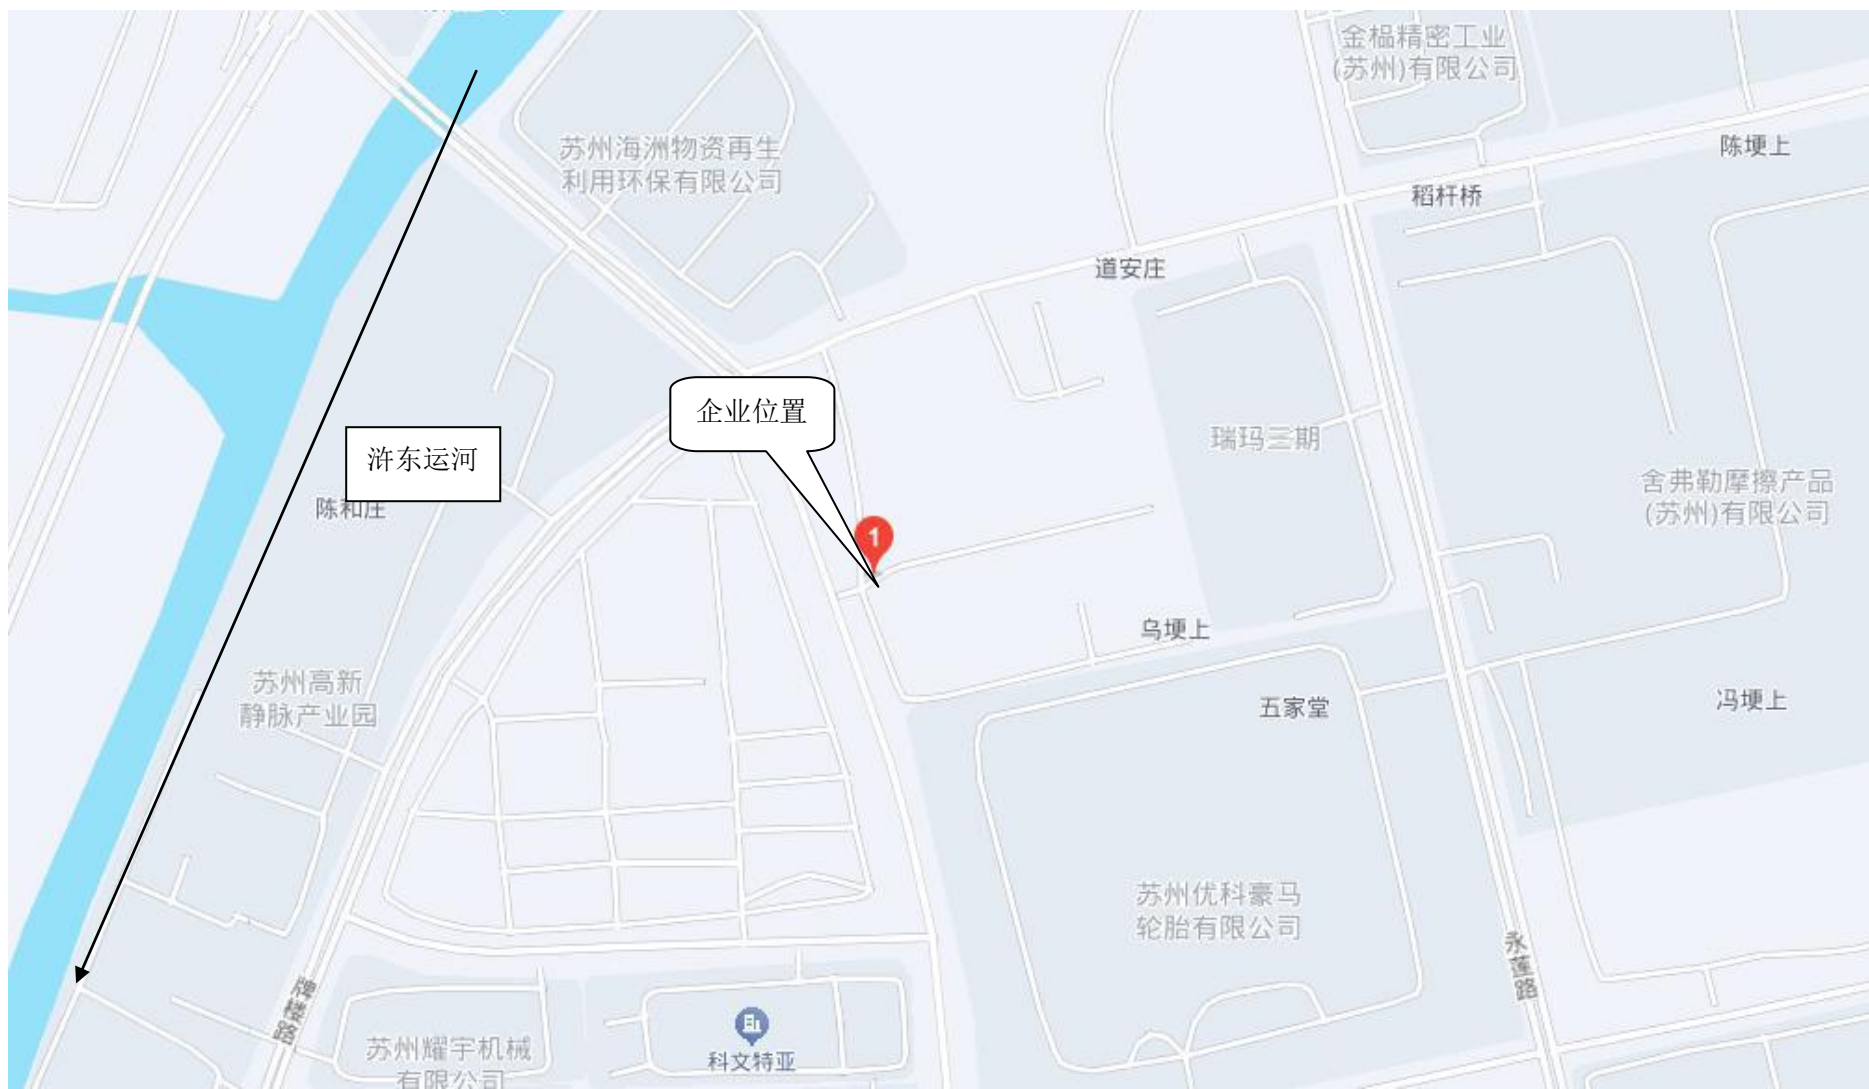 金榀精密工业
(苏州)有限公司
苏州海洲物资再生
利用环保有限公司
陈埂上
稻杆桥
道安庄
企业位置
瑞玛三期
浒东运河
舍弗勒摩擦产品
(苏州)有限公司
陈和庄
1
乌埂上
苏州高新
静脉产业园
五家堂
冯埂上
苏州优科豪马
轮胎有限公司
永莲路
牌楼路
苏州耀宇机械
有限公司
科文特亚